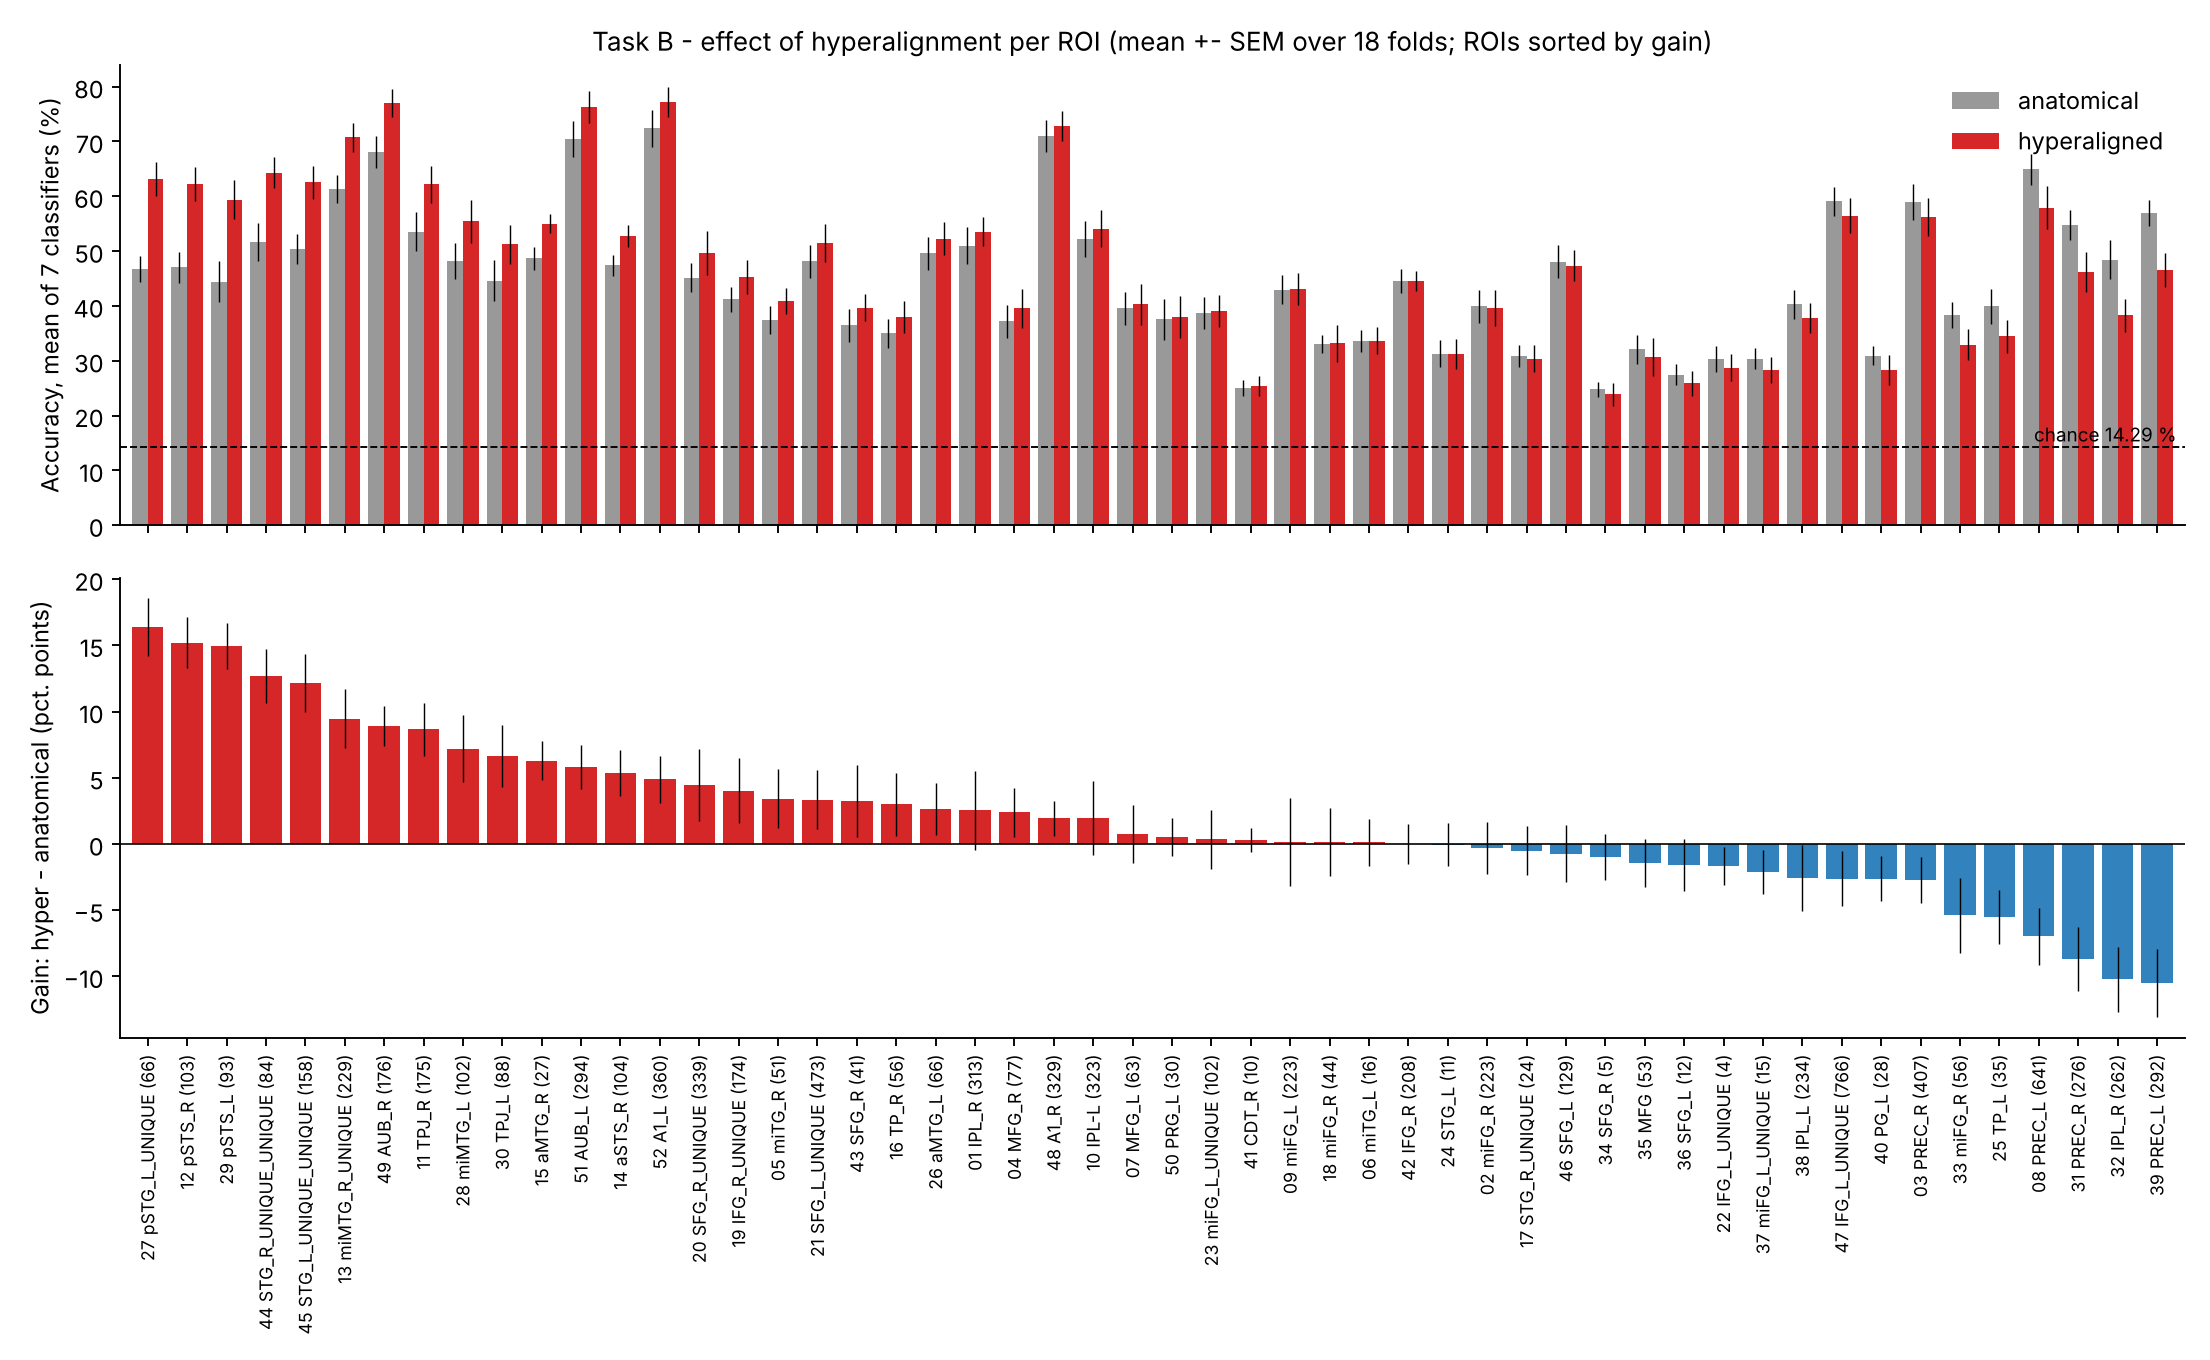 Task B - effect of hyperalignment per ROI (mean +- SEM over 18 folds; ROIs sorted by gain)
Accuracy, mean of 7 classifiers (%)
80
70
60
50
40
30
20
10
0
anatomical
hyperaligned
chance 14.29 %
Gain: hyper - anatomical (pct. points)
20
15
10
5
0
−5
−10
27 pSTG_L_UNIQUE (66)
12 pSTS_R (103)
29 pSTS_L (93)
44 STG_R_UNIQUE_UNIQUE (84)
45 STG_L_UNIQUE_UNIQUE (158)
13 miMTG_R_UNIQUE (229)
49 AUB_R (176)
11 TPJ_R (175)
28 miMTG_L (102)
30 TPJ_L (88)
15 aMTG_R (27)
51 AUB_L (294)
14 aSTS_R (104)
52 A1_L (360)
20 SFG_R_UNIQUE (339)
19 IFG_R_UNIQUE (174)
05 miTG_R (51)
21 SFG_L_UNIQUE (473)
43 SFG_R (41)
16 TP_R (56)
26 aMTG_L (66)
01 IPL_R (313)
04 MFG_R (77)
48 A1_R (329)
10 IPL-L (323)
07 MFG_L (63)
50 PRG_L (30)
23 miFG_L_UNIQUE (102)
41 CDT_R (10)
09 miFG_L (223)
18 miFG_R (44)
06 miTG_L (16)
42 IFG_R (208)
24 STG_L (11)
02 miFG_R (223)
17 STG_R_UNIQUE (24)
46 SFG_L (129)
34 SFG_R (5)
35 MFG (53)
36 SFG_L (12)
22 IFG_L_UNIQUE (4)
37 miFG_L_UNIQUE (15)
38 IPL_L (234)
47 IFG_L_UNIQUE (766)
40 PG_L (28)
03 PREC_R (407)
33 miFG_R (56)
25 TP_L (35)
08 PREC_L (641)
31 PREC_R (276)
32 IPL_R (262)
39 PREC_L (292)